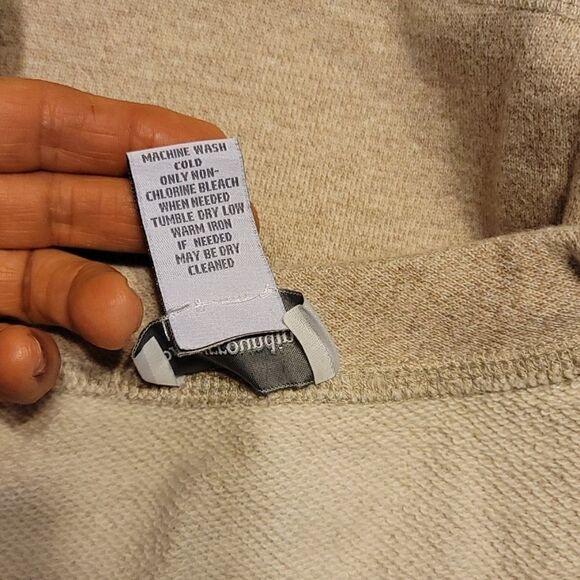 MACHINE WASH
COLD
ONLY NON-
CHLORINE BLEACH
WHEN NEEDED
TUMBLE DRY LOW
WARM IRON
IF NEEDED
MAY BE DRY
CLEANED